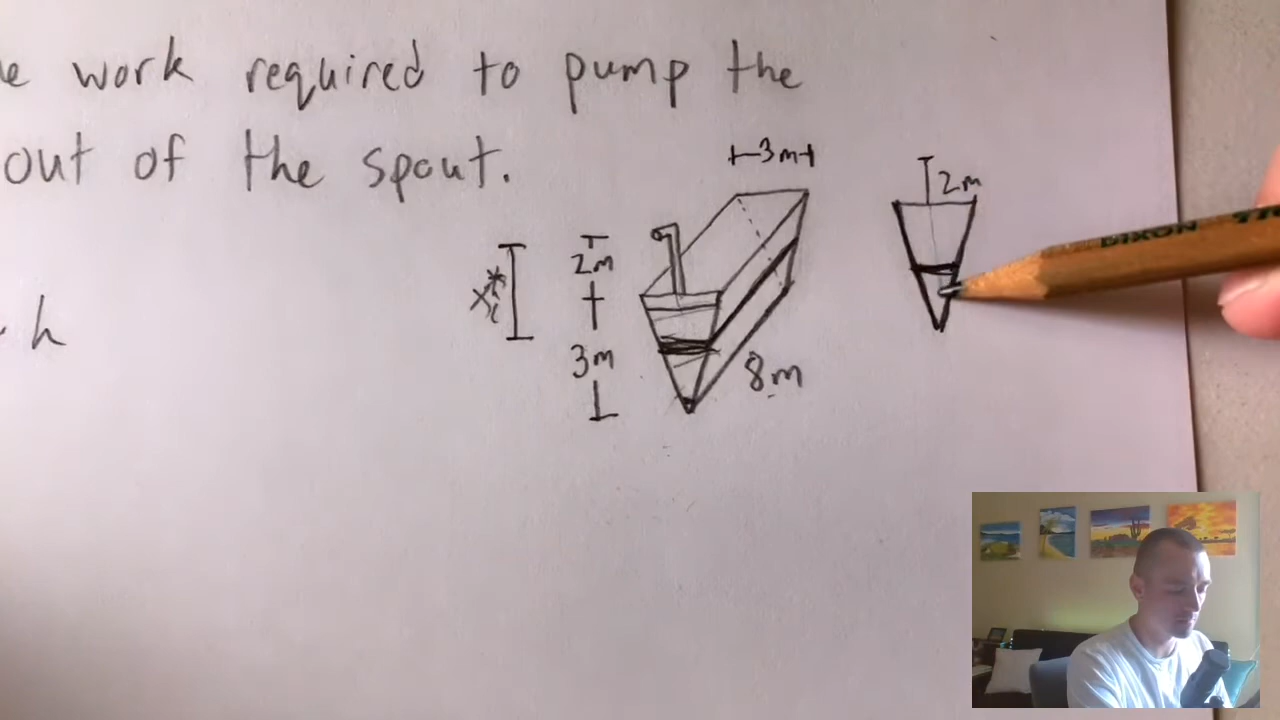 work required to pump the
out of the spout.
3m
2m
2m
x*i
3m
8m
h
DIXON